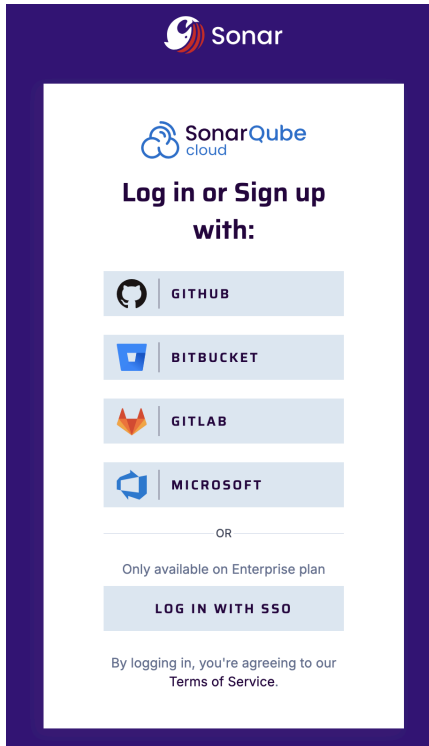 Sonar
SonarQube
cloud
Log in or Sign up
with:
GITHUB
BITBUCKET
GITLAB
MICROSOFT
OR
Only available on Enterprise plan
LOG IN WITH SSO
By logging in, you're agreeing to our
Terms of Service.